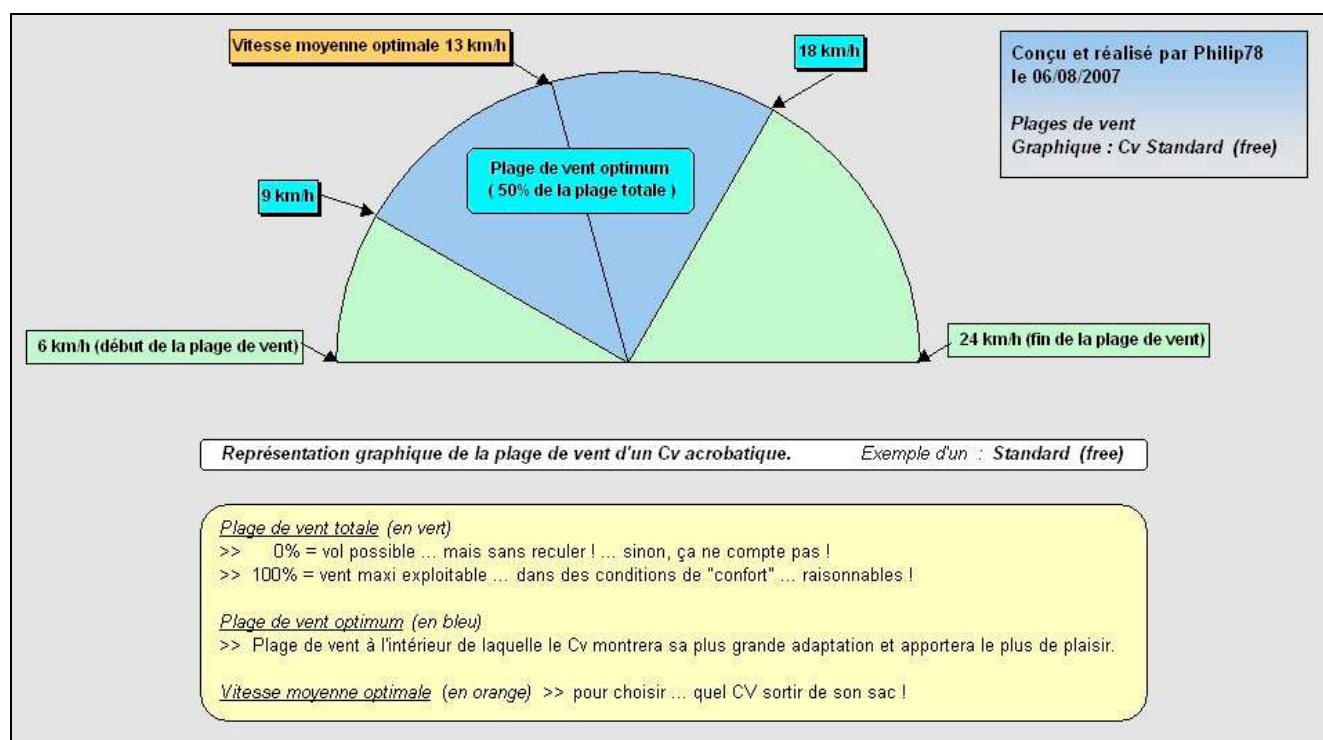 Vitesse moyenne optimale 13 km/h
18 km/h
Conçu et réalisé par Philip78
le 06/08/2007
Plages de vent
Graphique : Cv Standard (free)
Plage de vent optimum
( 50% de la plage totale )
9 km/h
6 km/h (début de la plage de vent)
24 km/h (fin de la plage de vent)
Représentation graphique de la plage de vent d'un Cv acrobatique. Exemple d'un : Standard (free)
Plage de vent totale (en vert)
>> 0% = vol possible ... mais sans reculer ! ... sinon, ça ne compte pas !
>> 100% = vent maxi exploitable ... dans des conditions de "confort" ... raisonnables !
Plage de vent optimum (en bleu)
>> Plage de vent à l'intérieur de laquelle le Cv montrera sa plus grande adaptation et apportera le plus de plaisir.
Vitesse moyenne optimale (en orange) >> pour choisir ... quel CV sortir de son sac !